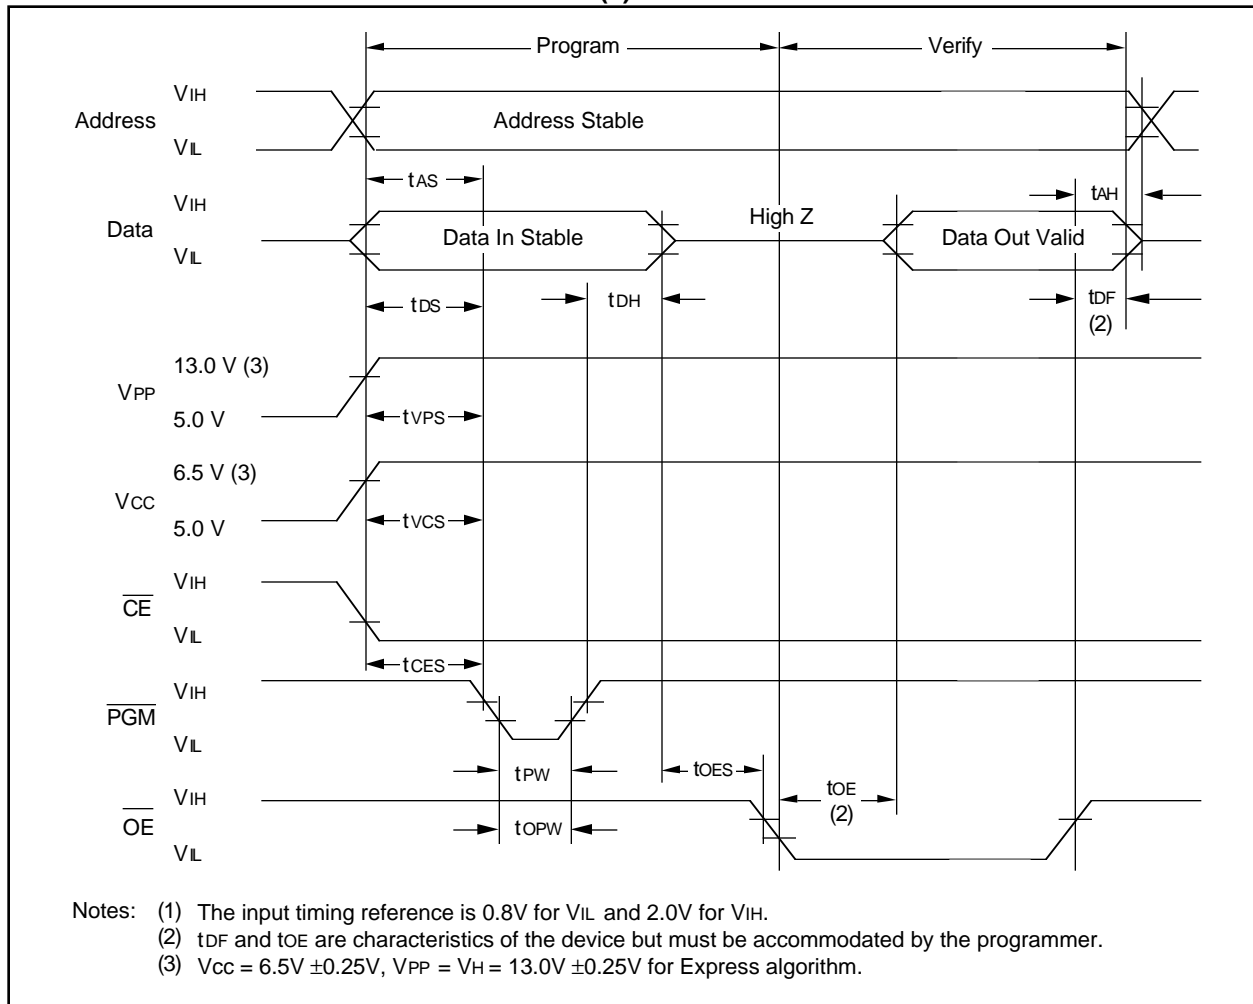 (1)
Program
Verify
Address
VIH
VIL
Address Stable
tAS
tAH
Data
VIH
VIL
Data In Stable
High Z
Data Out Valid
tDS
tDH
tDF
(2)
VPP
13.0 V (3)
5.0 V
tVPS
VCC
6.5 V (3)
5.0 V
tVCS
CE
VIH
VIL
tCES
PGM
VIH
VIL
tPW
tOES
tOE
(2)
OE
VIH
VIL
tOPW
Notes: (1) The input timing reference is 0.8V for VIL and 2.0V for VIH.
(2) tDF and tOE are characteristics of the device but must be accommodated by the programmer.
(3) Vcc = 6.5V ±0.25V, VPP = VH = 13.0V ±0.25V for Express algorithm.